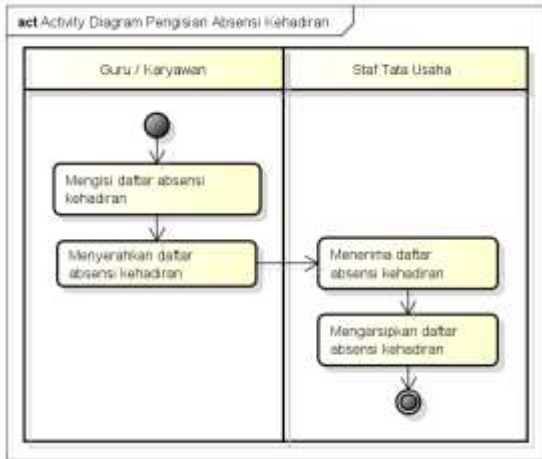 act Activity Diagram Pengisian Absensi Kehadiran
Guru / Karyawan
Staf Tata Usaha
Mengisi daftar absensi
kehadiran
Menyerahkan daftar
absensi kehadiran
Menerima daftar
absensi kehadiran
Mengarsipkan daftar
absensi kehadiran